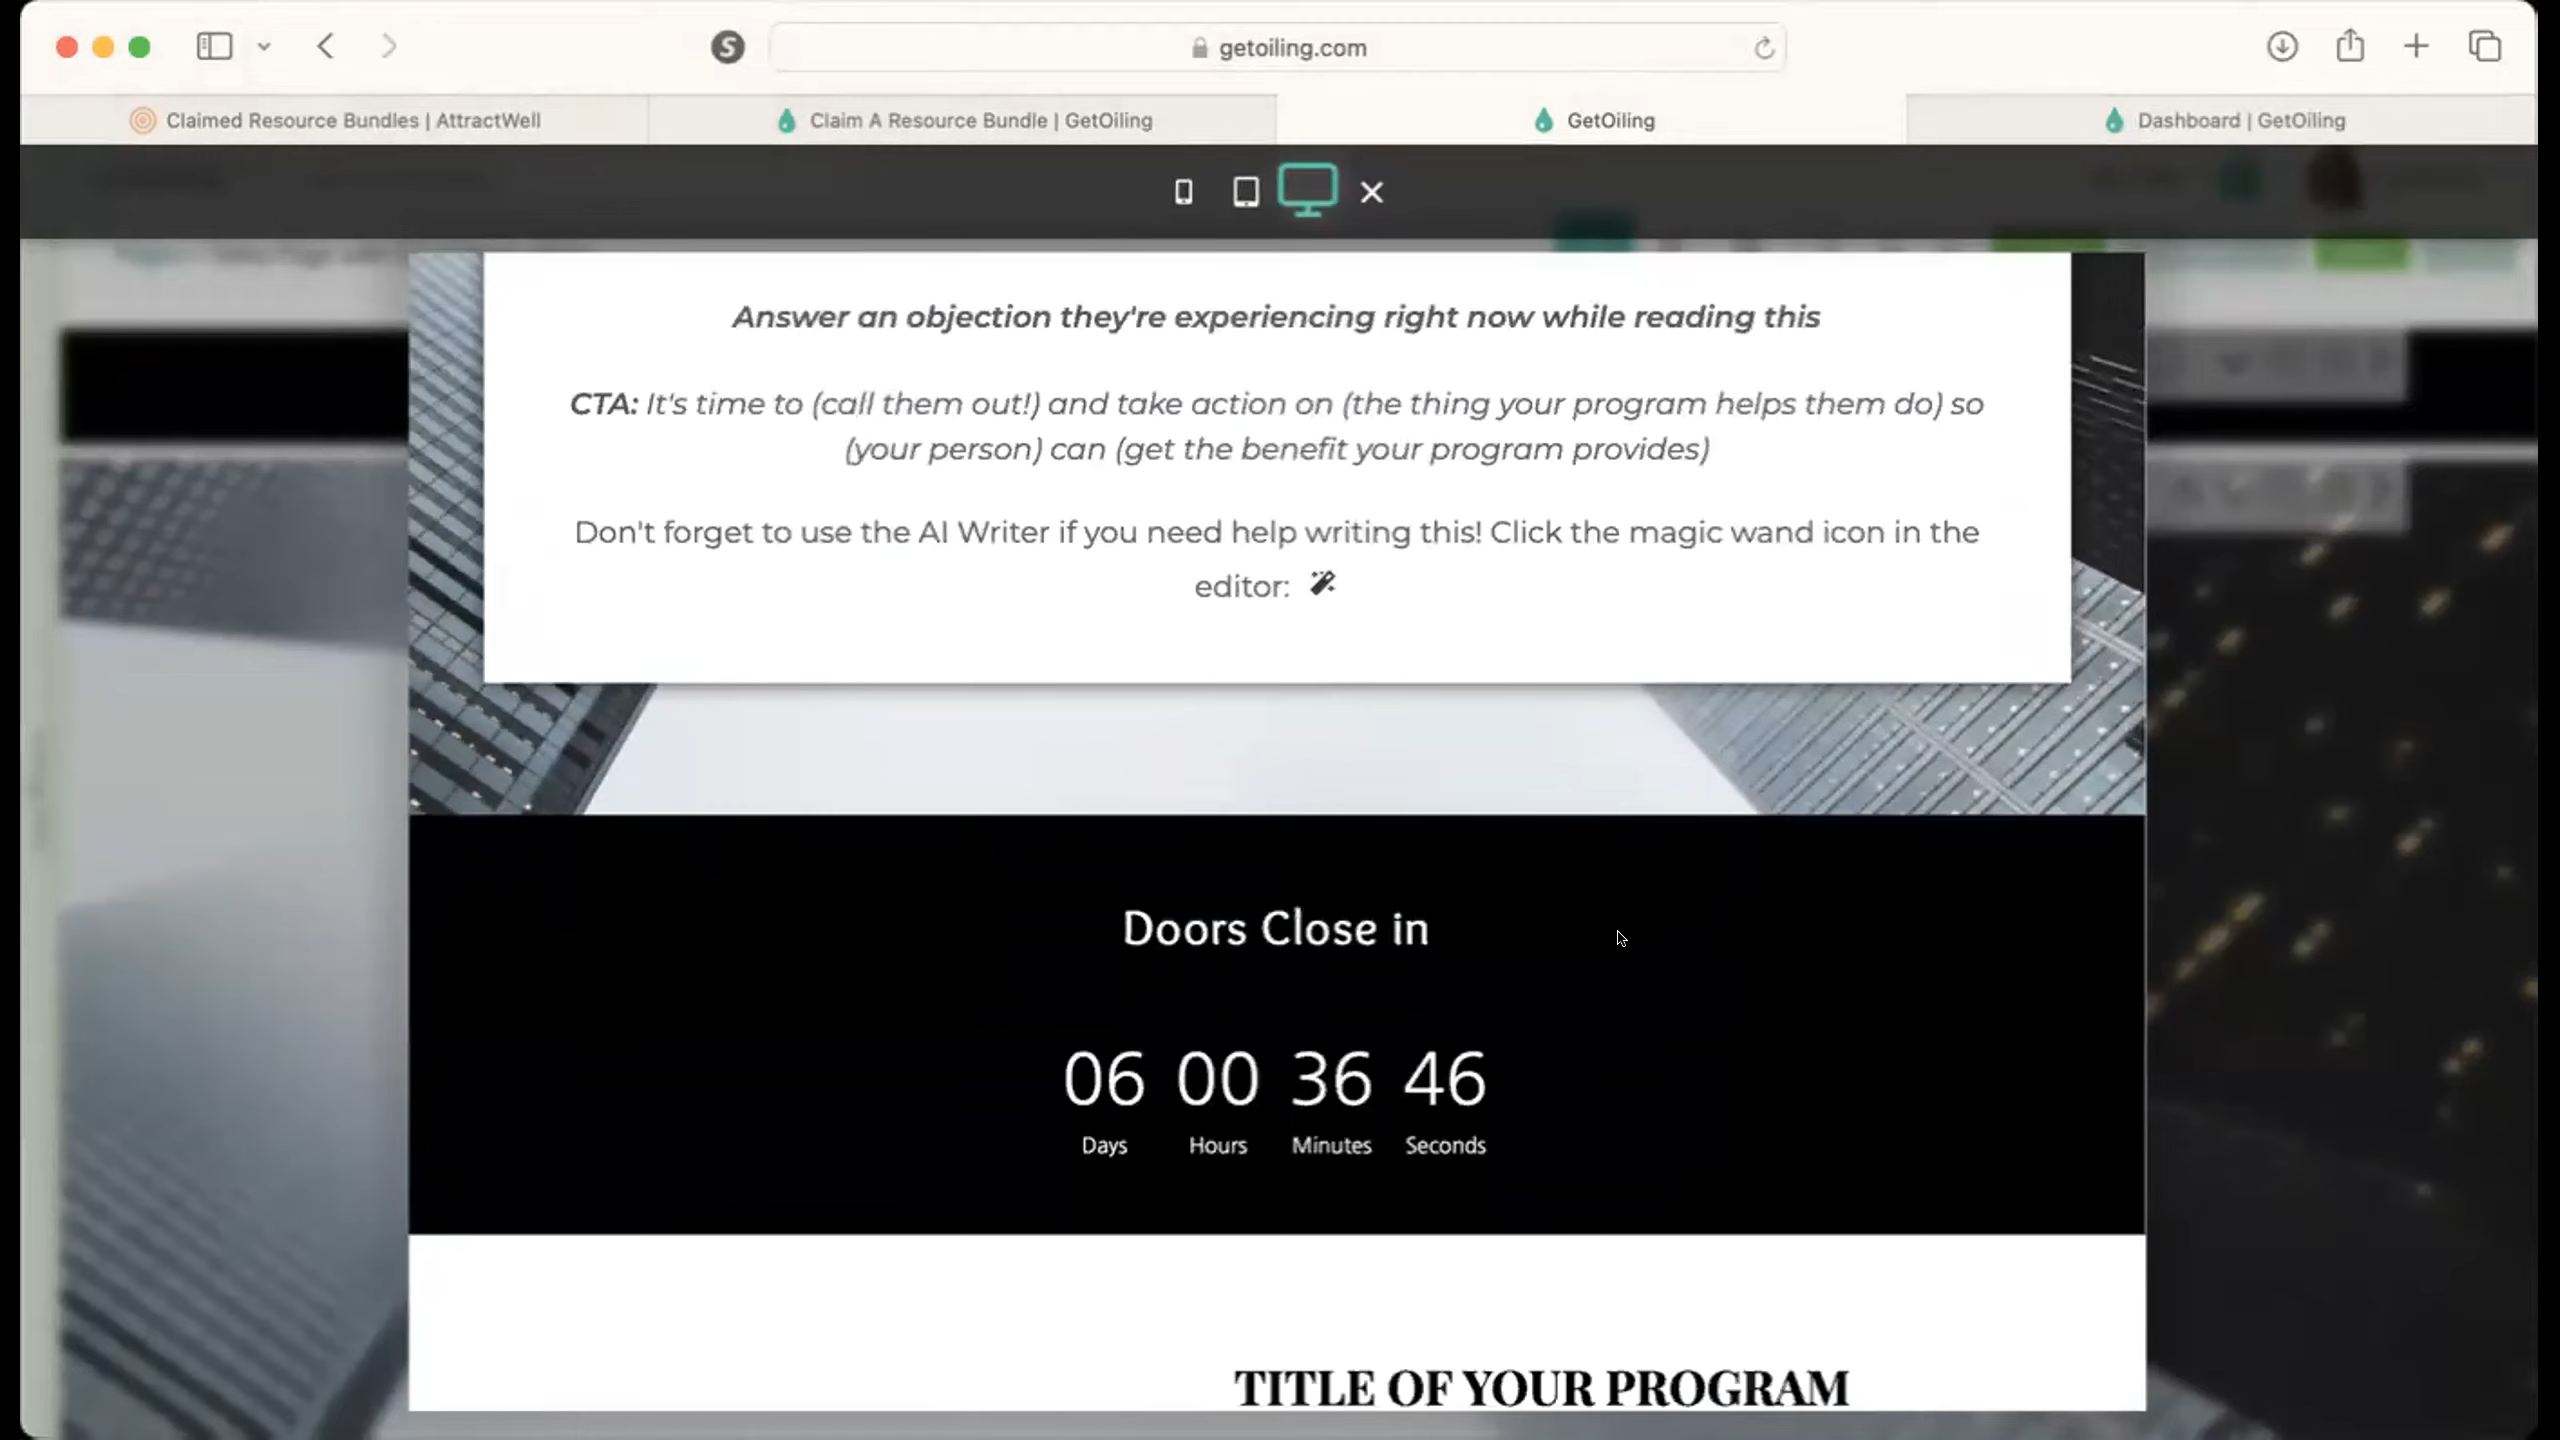 getoiling.com
Claimed Resource Bundles | AttractWell
Claim A Resource Bundle | GetOiling
GetOiling
Dashboard | GetOiling
Answer an objection they're experiencing right now while reading this
CTA: It's time to (call them out!) and take action on (the thing your program helps them do) so
(your person) can (get the benefit your program provides)
Don't forget to use the AI Writer if you need help writing this! Click the magic wand icon in the
editor:
Doors Close in
06 00 36 46
Days Hours Minutes Seconds
TITLE OF YOUR PROGRAM